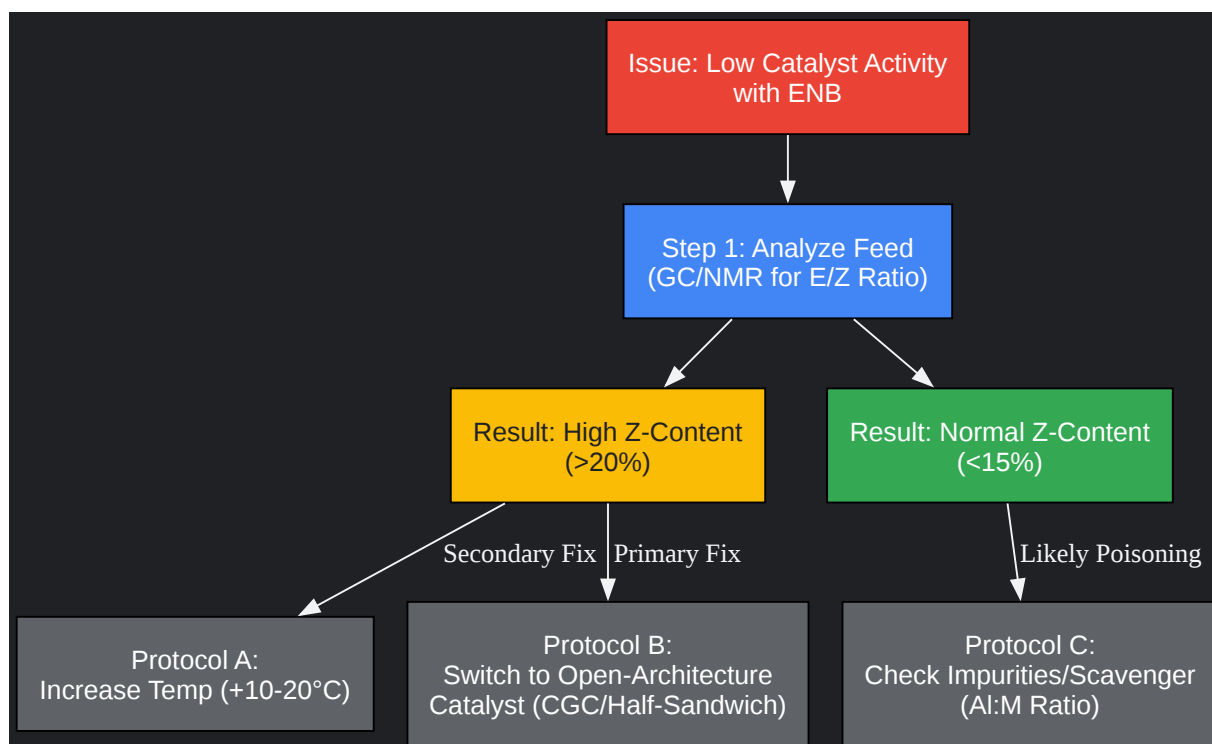 Issue: Low Catalyst Activity
with ENB
Step 1: Analyze Feed
(GC/NMR for E/Z Ratio)
Result: High Z-Content
(>20%)
Result: Normal Z-Content
(<15%)
Secondary Fix
Primary Fix
Likely Poisoning
Protocol A:
Increase Temp (+10-20°C)
Protocol B:
Switch to Open-Architecture
Catalyst (CGC/Half-Sandwich)
Protocol C:
Check Impurities/Scavenger
(Al:M Ratio)